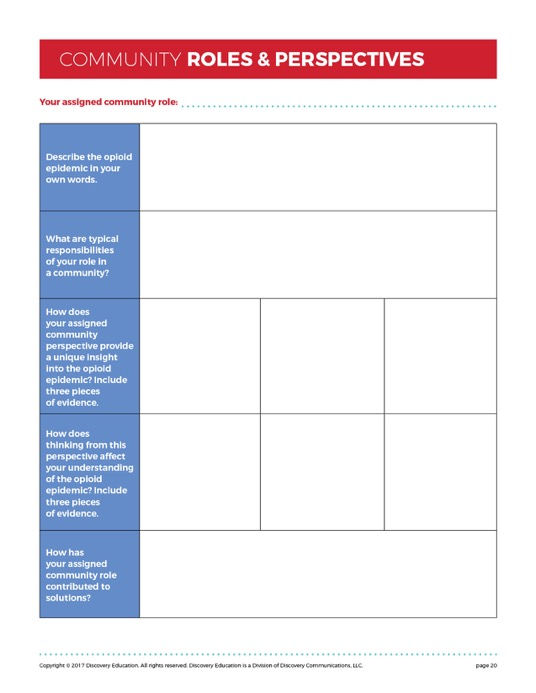 COMMUNITY ROLES & PERSPECTIVES
Your assigned community role:
Describe the opioid
epidemic in your
own words.
What are typical
responsibilities
of your role in
a community?
How does
your assigned
community
perspective provide
a unique insight
into the opioid
epidemic? Include
three pieces
of evidence.
How does
thinking from this
perspective affect
your understanding
of the opioid
epidemic? Include
three pieces
of evidence.
How has
your assigned
community role
contributed to
solutions?
Copyright © 2017 Discovery Education. All rights reserved. Discovery Education is a Division of Discovery Communications, LLC.
page 20